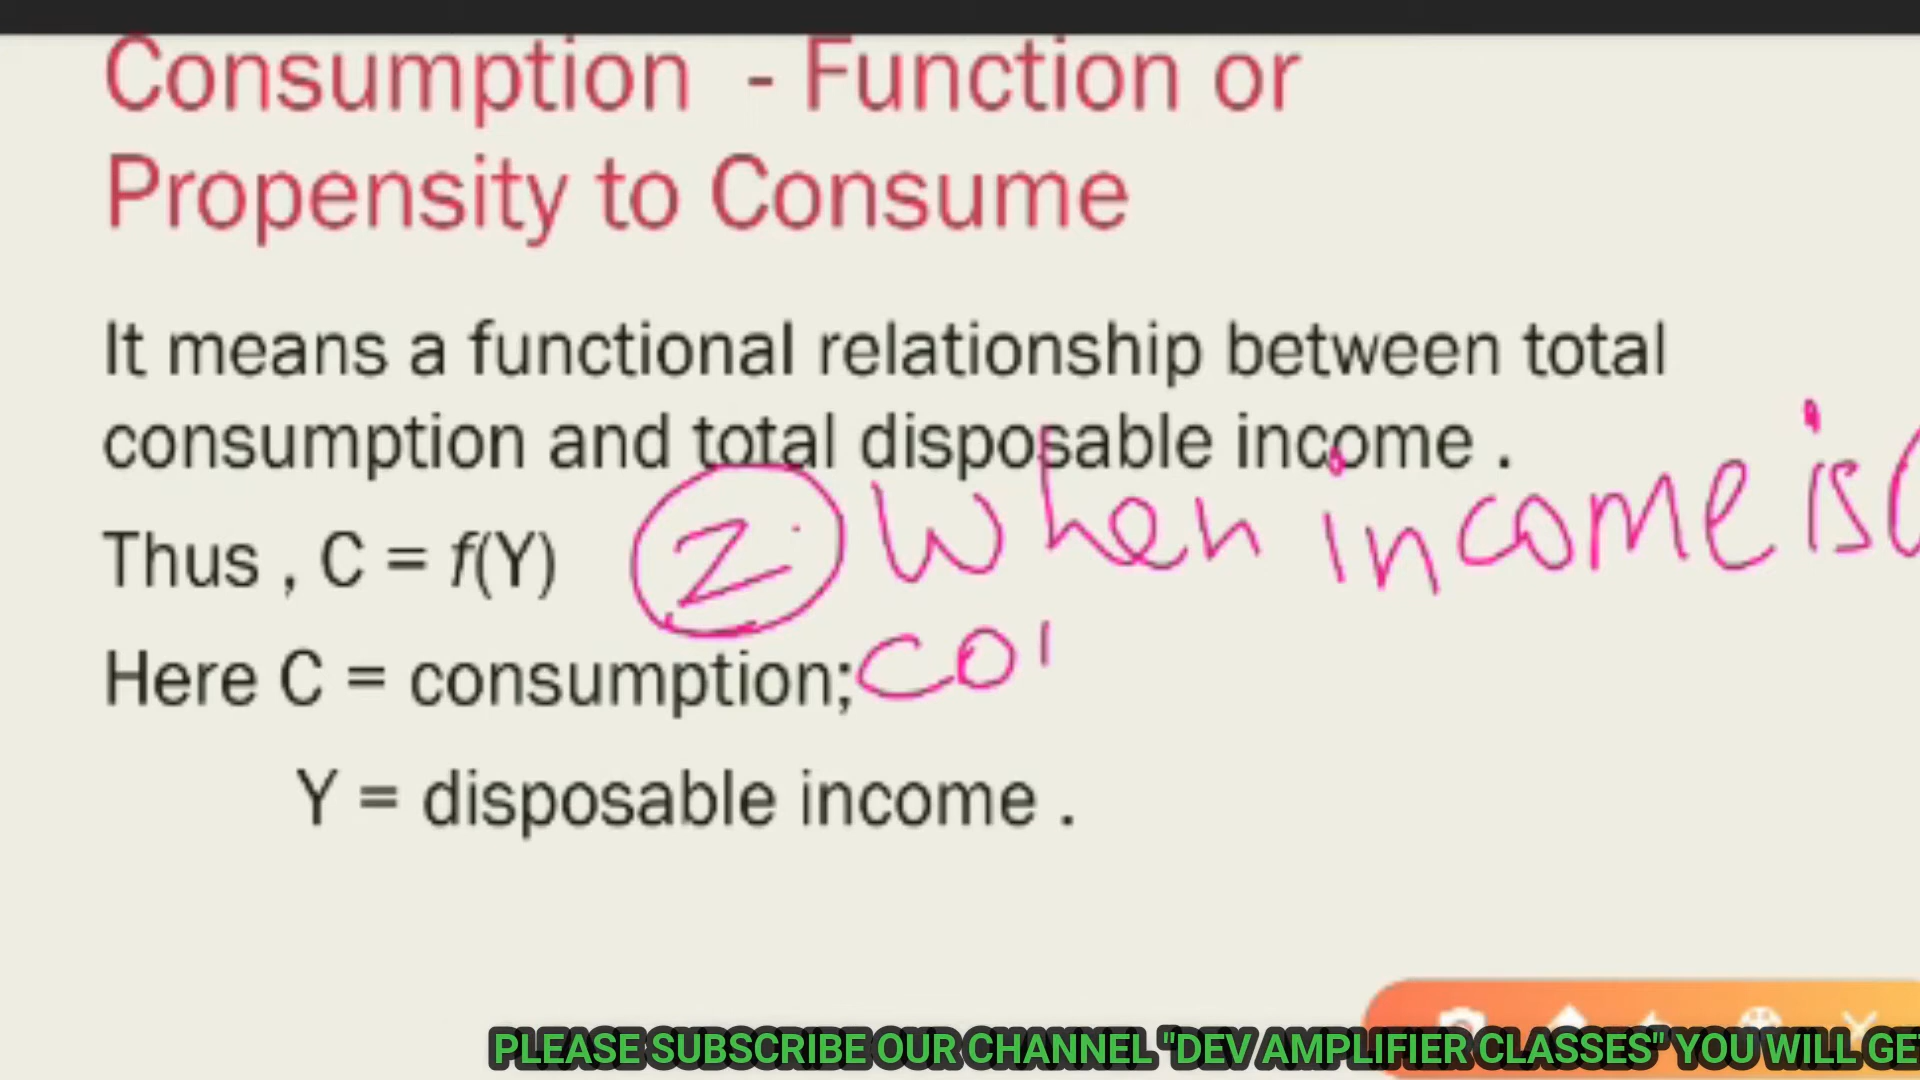 Consumption - Function or
Propensity to Consume
It means a functional relationship between total
consumption and total disposable income .
Thus , C = f(Y)
2. When income is
Here C = consumption;
Y = disposable income .
PLEASE SUBSCRIBE OUR CHANNEL "DEV AMPLIFIER CLASSES" YOU WILL GE